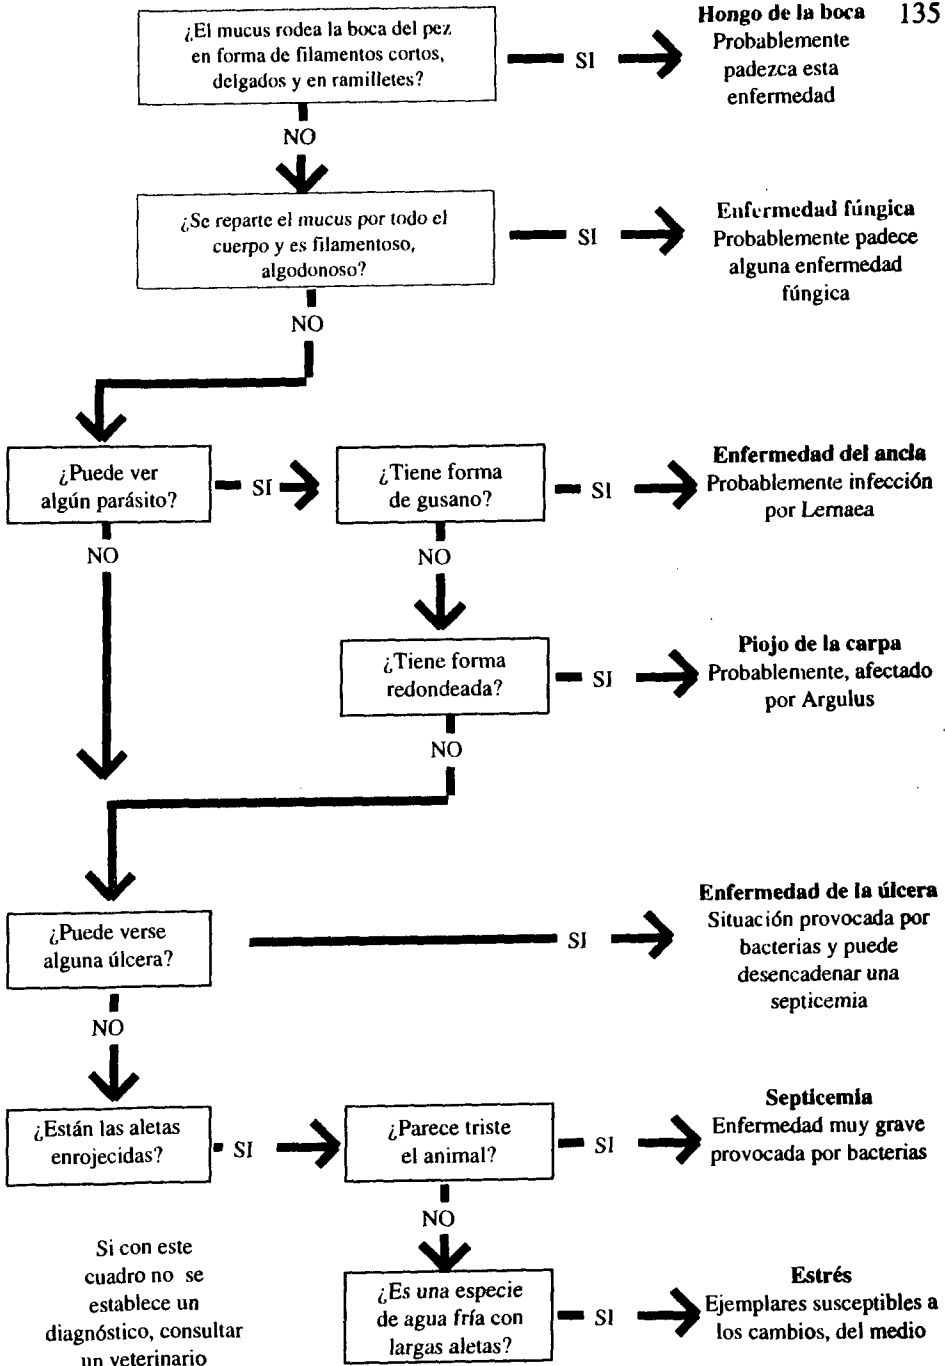 135
¿El mucus rodea la boca del pez
en forma de filamentos cortos,
delgados y en ramilletes?
SI
Hongo de la boca
Probablemente
padezca esta
enfermedad
NO
¿Se reparte el mucus por todo el
cuerpo y es filamentoso,
algodonoso?
SI
Enfermedad fúngica
Probablemente padece
alguna enfermedad
fúngica
NO
¿Puede ver
algún parásito?
SI
¿Tiene forma
de gusano?
SI
Enfermedad del ancla
Probablemente infección
por Lernaea
NO
NO
¿Tiene forma
redondeada?
SI
Piojo de la carpa
Probablemente, afectado
por Argulus
NO
¿Puede verse
alguna úlcera?
SI
Enfermedad de la úlcera
Situación provocada por
bacterias y puede
desencadenar una
septicemia
NO
¿Están las aletas
enrojecidas?
SI
¿Parece triste
el animal?
SI
Septicemia
Enfermedad muy grave
provocada por bacterias
NO
Si con este
cuadro no se
establece un
diagnóstico, consultar
un veterinario
¿Es una especie
de agua fría con
largas aletas?
SI
Estrés
Ejemplares susceptibles a
los cambios, del medio